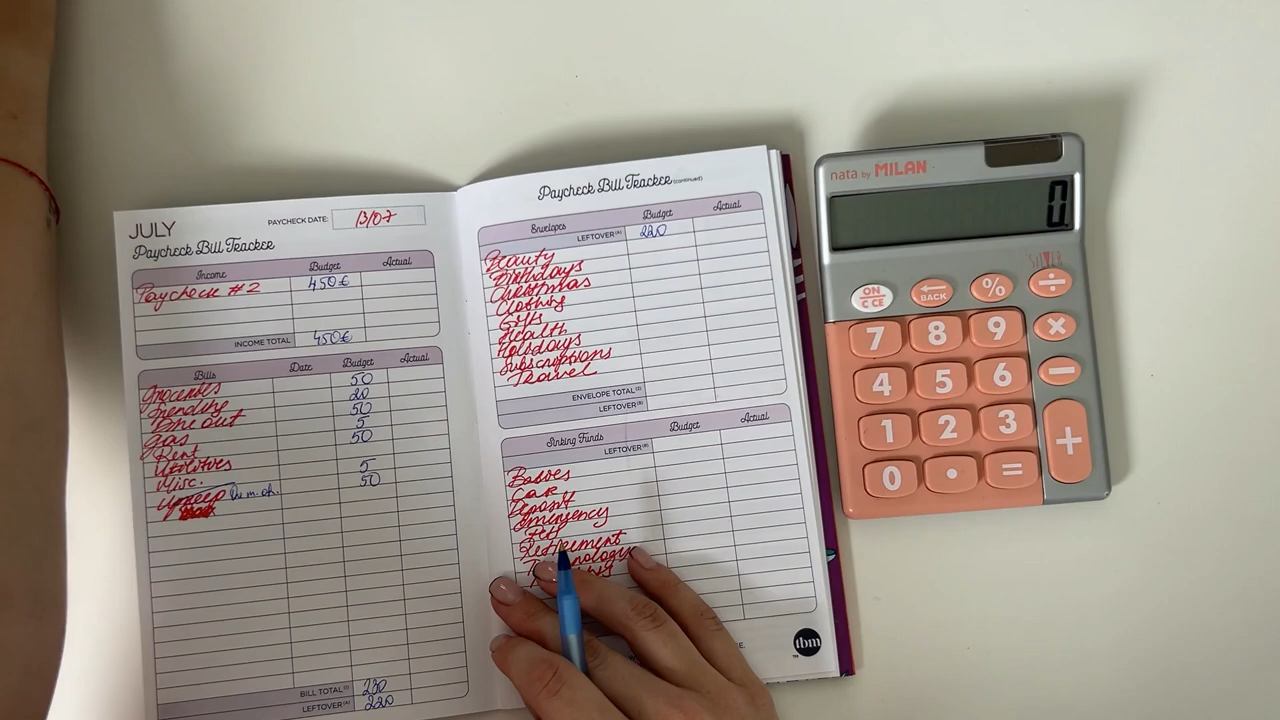 JULY
PAYCHECK DATE: 13/07
Paycheck Bill Tracker
Income Budget Actual
Paycheck #2 450€
INCOME TOTAL 450€
Bills Date Budget Actual
Groceries 50
Spending 20
Dine out 50
Gas 5
Rent 50
Utilities
Misc. 5
50
BILL TOTAL (1) 230
LEFTOVER (A) 220
Paycheck Bill Tracker (continued)
Envelopes Budget Actual
LEFTOVER (A) 220
Beauty
Birthdays
Christmas
Clothing
Gifts
Health
Holidays
Subscriptions
Travel
ENVELOPE TOTAL (2)
LEFTOVER (B)
Sinking Funds Budget Actual
LEFTOVER (B)
Car
Deposit
Emergency
Pet
Retirement
tbm
nata by MILAN
0
ON/C CE BACK % ÷
7 8 9 ×
4 5 6 −
1 2 3 +
0 • =